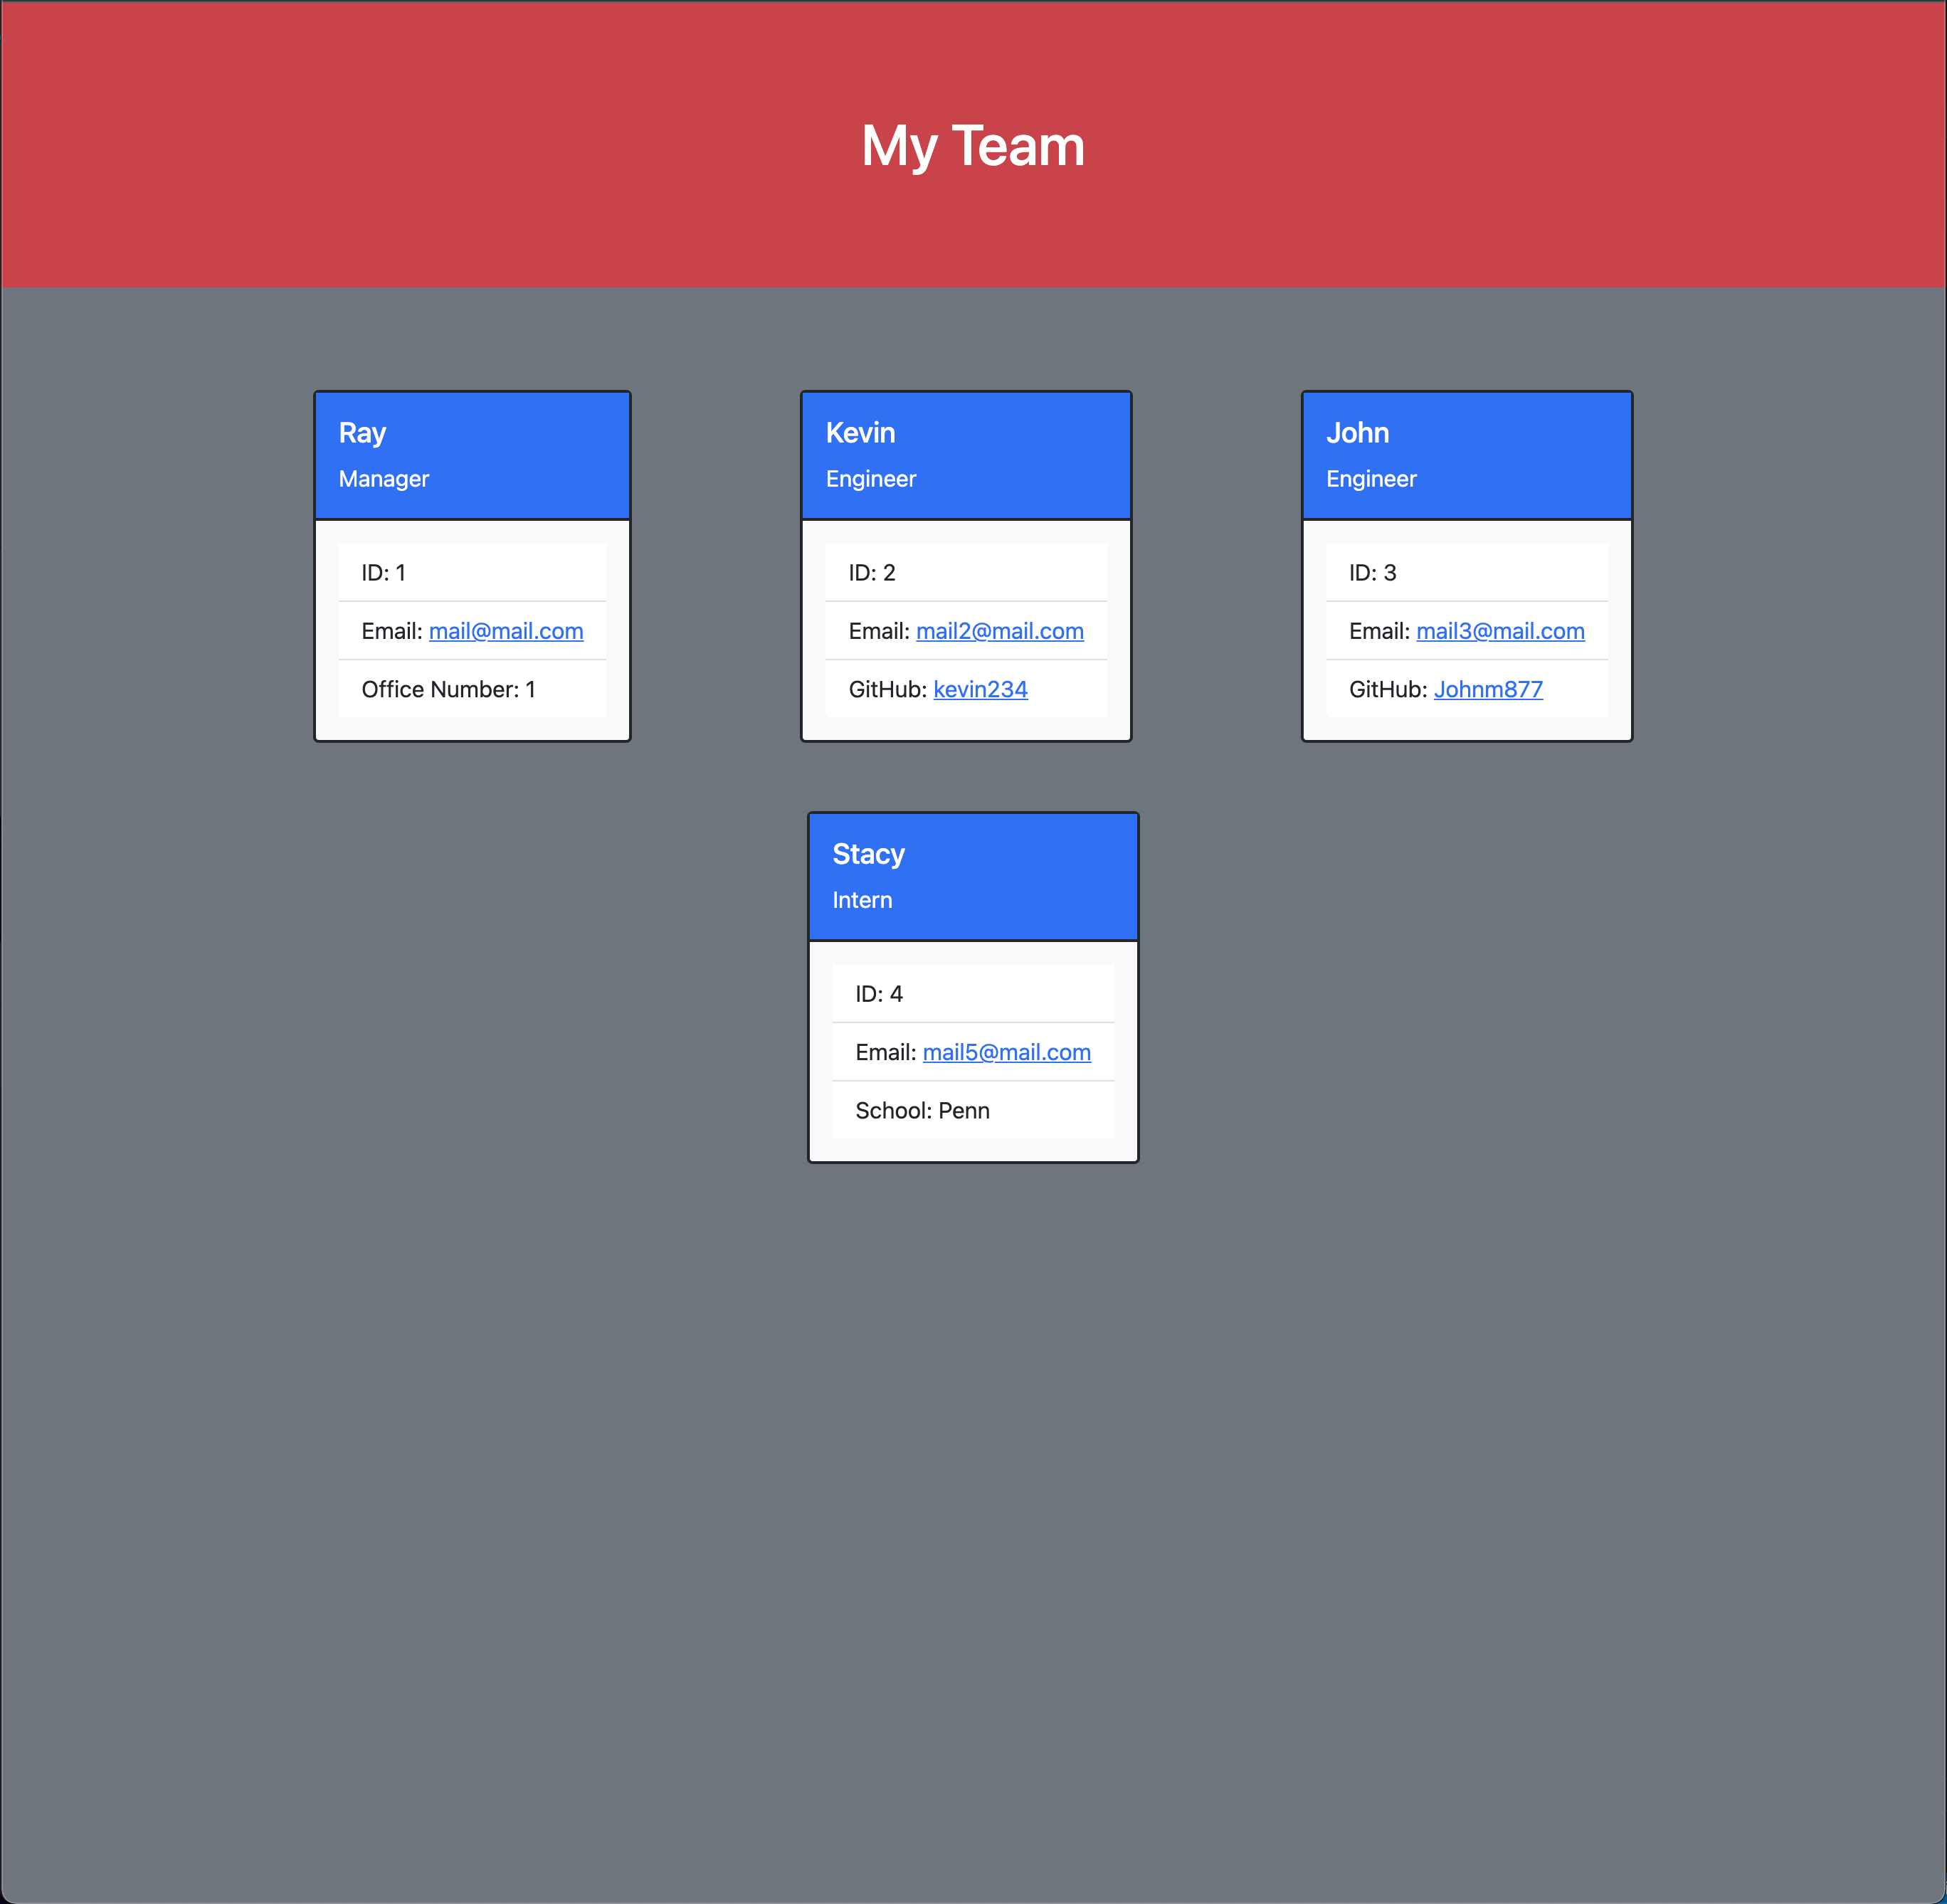 My Team
Ray
Manager
ID: 1
Email: mail@mail.com
Office Number: 1
Kevin
Engineer
ID: 2
Email: mail2@mail.com
GitHub: kevin234
John
Engineer
ID: 3
Email: mail3@mail.com
GitHub: Johnm877
Stacy
Intern
ID: 4
Email: mail5@mail.com
School: Penn